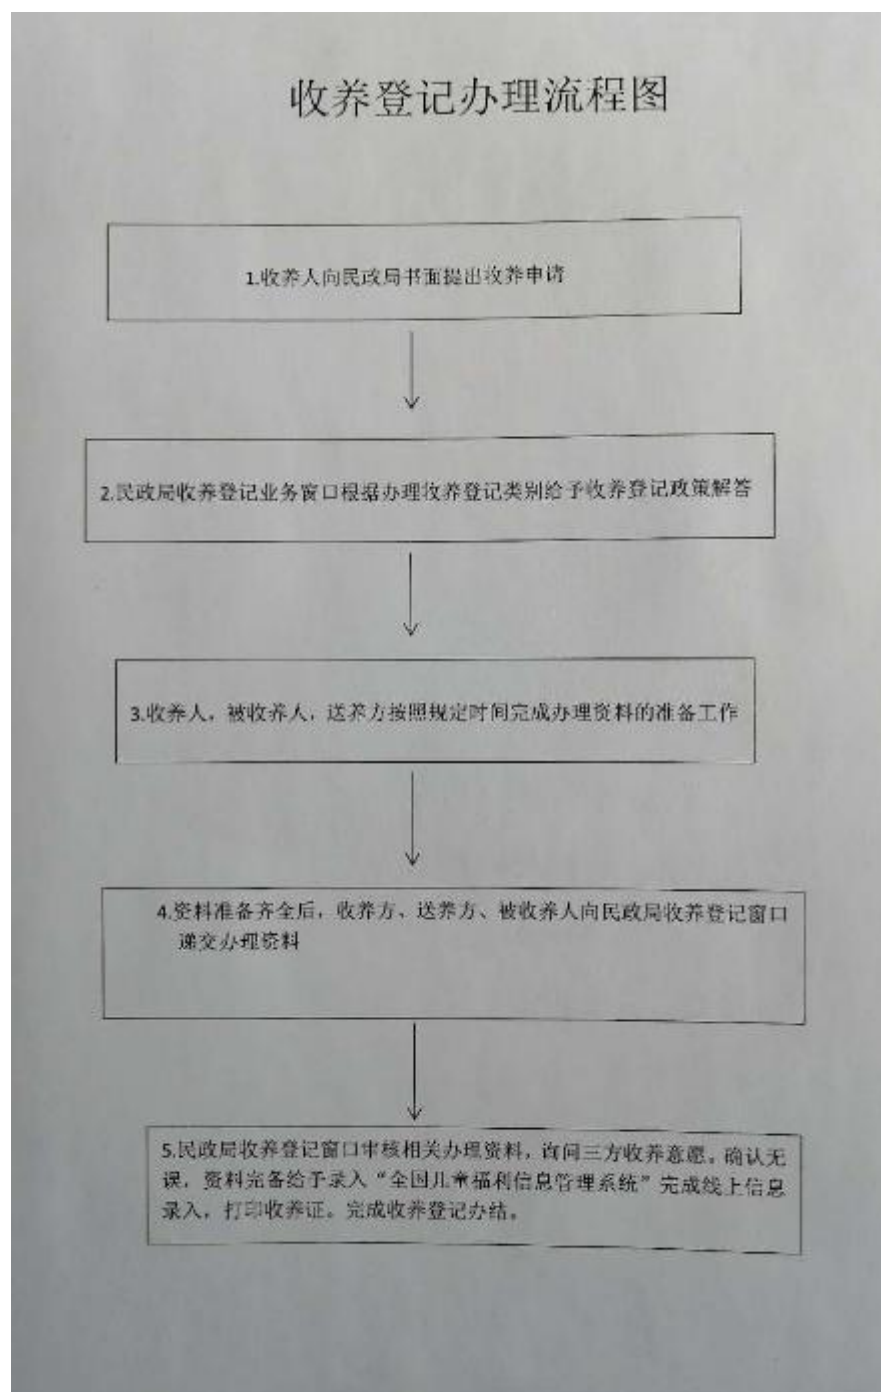 收养登记办理流程图
1.收养人向民政局书面提出收养申请
2.民政局收养登记业务窗口根据办理收养登记类别给予收养登记政策解答
3.收养人，被收养人，送养方按照规定时间完成办理资料的准备工作
4.资料准备齐全后，收养方、送养方、被收养人向民政局收养登记窗口
递交办理资料
5.民政局收养登记窗口审核相关办理资料，询问三方收养意愿。确认无
误，资料完备给予录入“全国儿童福利信息管理系统”完成线上信息
录入，打印收养证。完成收养登记办结。